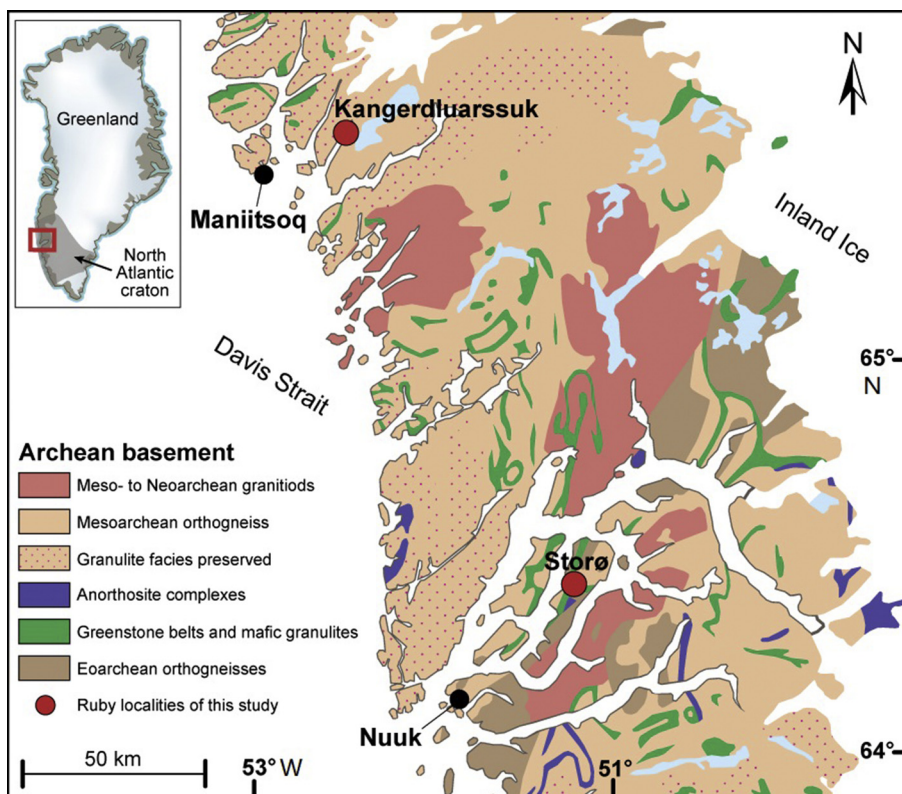 Greenland
North
Atlantic
craton
N
Kangerdluarssuk
Maniitsoq
Inland Ice
Davis Strait
65°
N
Archean basement
Meso- to Neoarchean granitiods
Mesoarchean orthogneiss
Granulite facies preserved
Anorthosite complexes
Greenstone belts and mafic granulites
Eoarchean orthogneisses
Ruby localities of this study
Storø
Nuuk
50 km
53° W
51°
64°